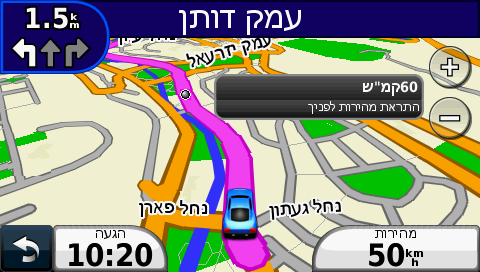 1.5 km
עמק דותן
עמק יזרעאל
60קמ"ש
התראת מהירות לפניך
נחל פארן
נחל געתון
הגעה
10:20
מהירות
50 km/h